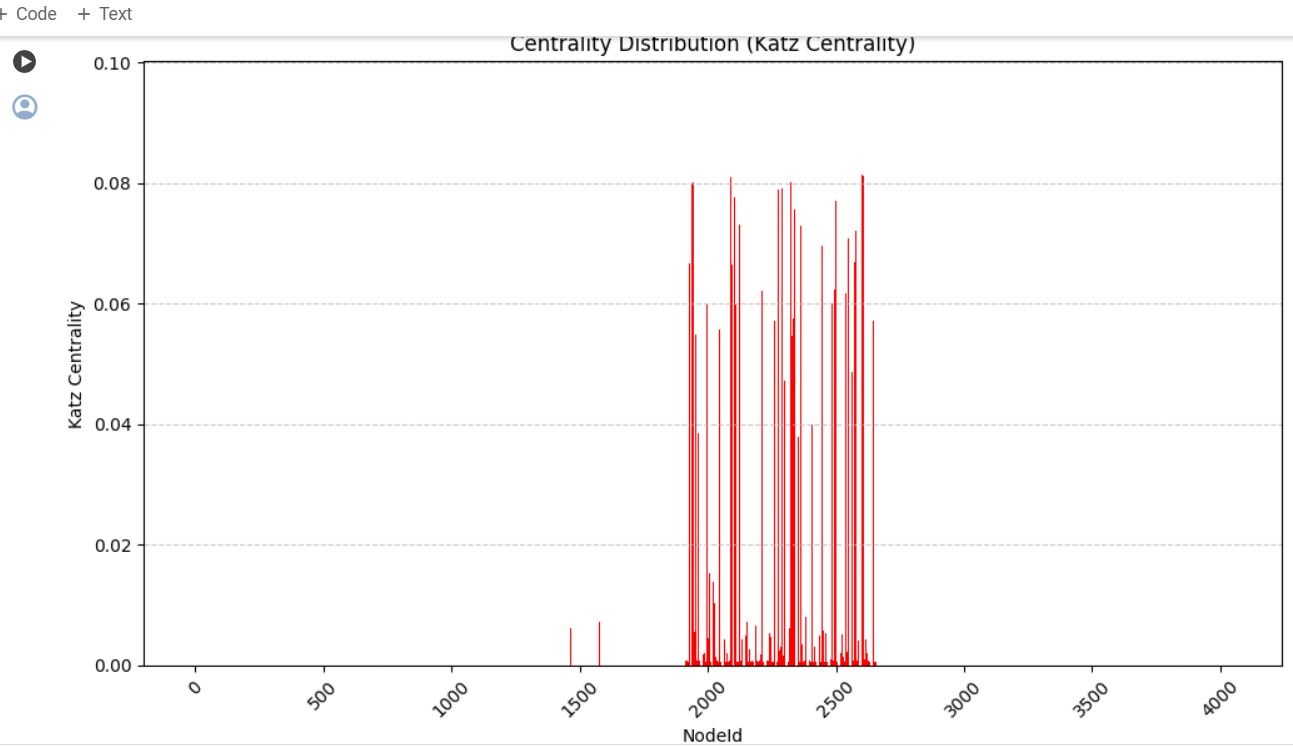 + Code + Text
Centrality Distribution (Katz Centrality)
0.10
0.08
0.06
0.04
0.02
0.00
Katz Centrality
0 500 1000 1500 2000 2500 3000 3500 4000
NodeId